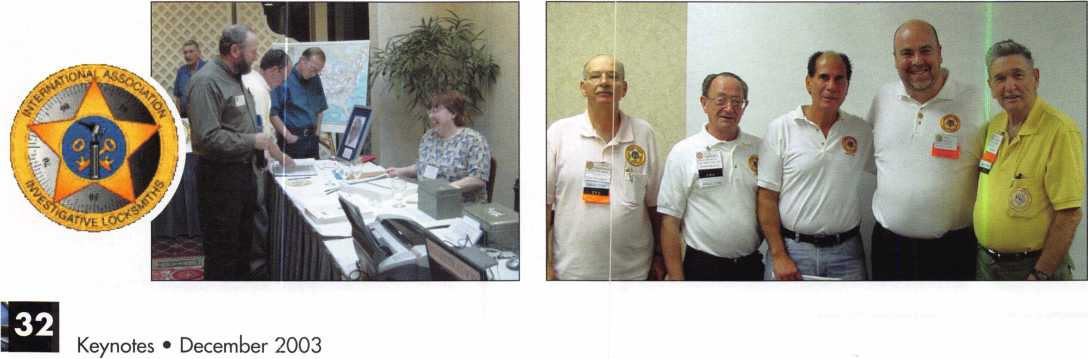 INTERNATIONAL ASSOCIATION
INVESTIGATIVE LOCKSMITHS
32
Keynotes • December 2003